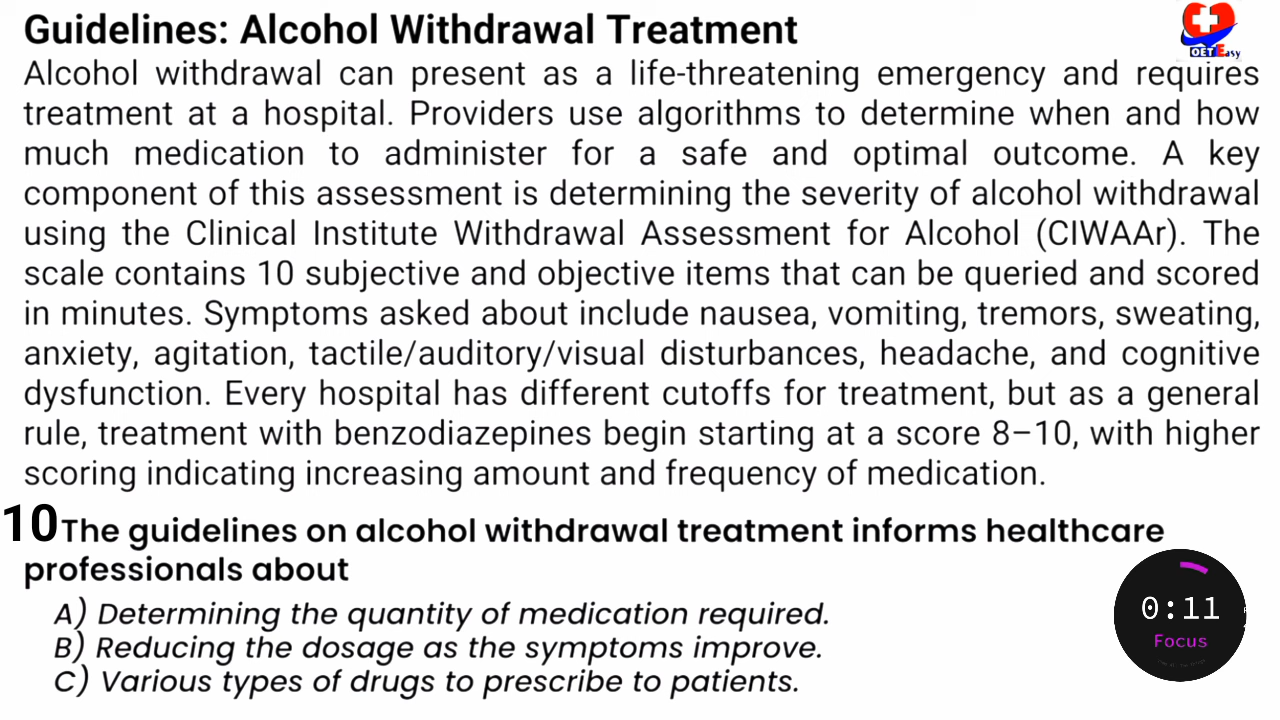 Guidelines: Alcohol Withdrawal Treatment
OET Easy
Alcohol withdrawal can present as a life-threatening emergency and requires
treatment at a hospital. Providers use algorithms to determine when and how
much medication to administer for a safe and optimal outcome. A key
component of this assessment is determining the severity of alcohol withdrawal
using the Clinical Institute Withdrawal Assessment for Alcohol (CIWAAr). The
scale contains 10 subjective and objective items that can be queried and scored
in minutes. Symptoms asked about include nausea, vomiting, tremors, sweating,
anxiety, agitation, tactile/auditory/visual disturbances, headache, and cognitive
dysfunction. Every hospital has different cutoffs for treatment, but as a general
rule, treatment with benzodiazepines begin starting at a score 8–10, with higher
scoring indicating increasing amount and frequency of medication.
10 The guidelines on alcohol withdrawal treatment informs healthcare
professionals about
A) Determining the quantity of medication required.
B) Reducing the dosage as the symptoms improve.
C) Various types of drugs to prescribe to patients.
0:11
Focus